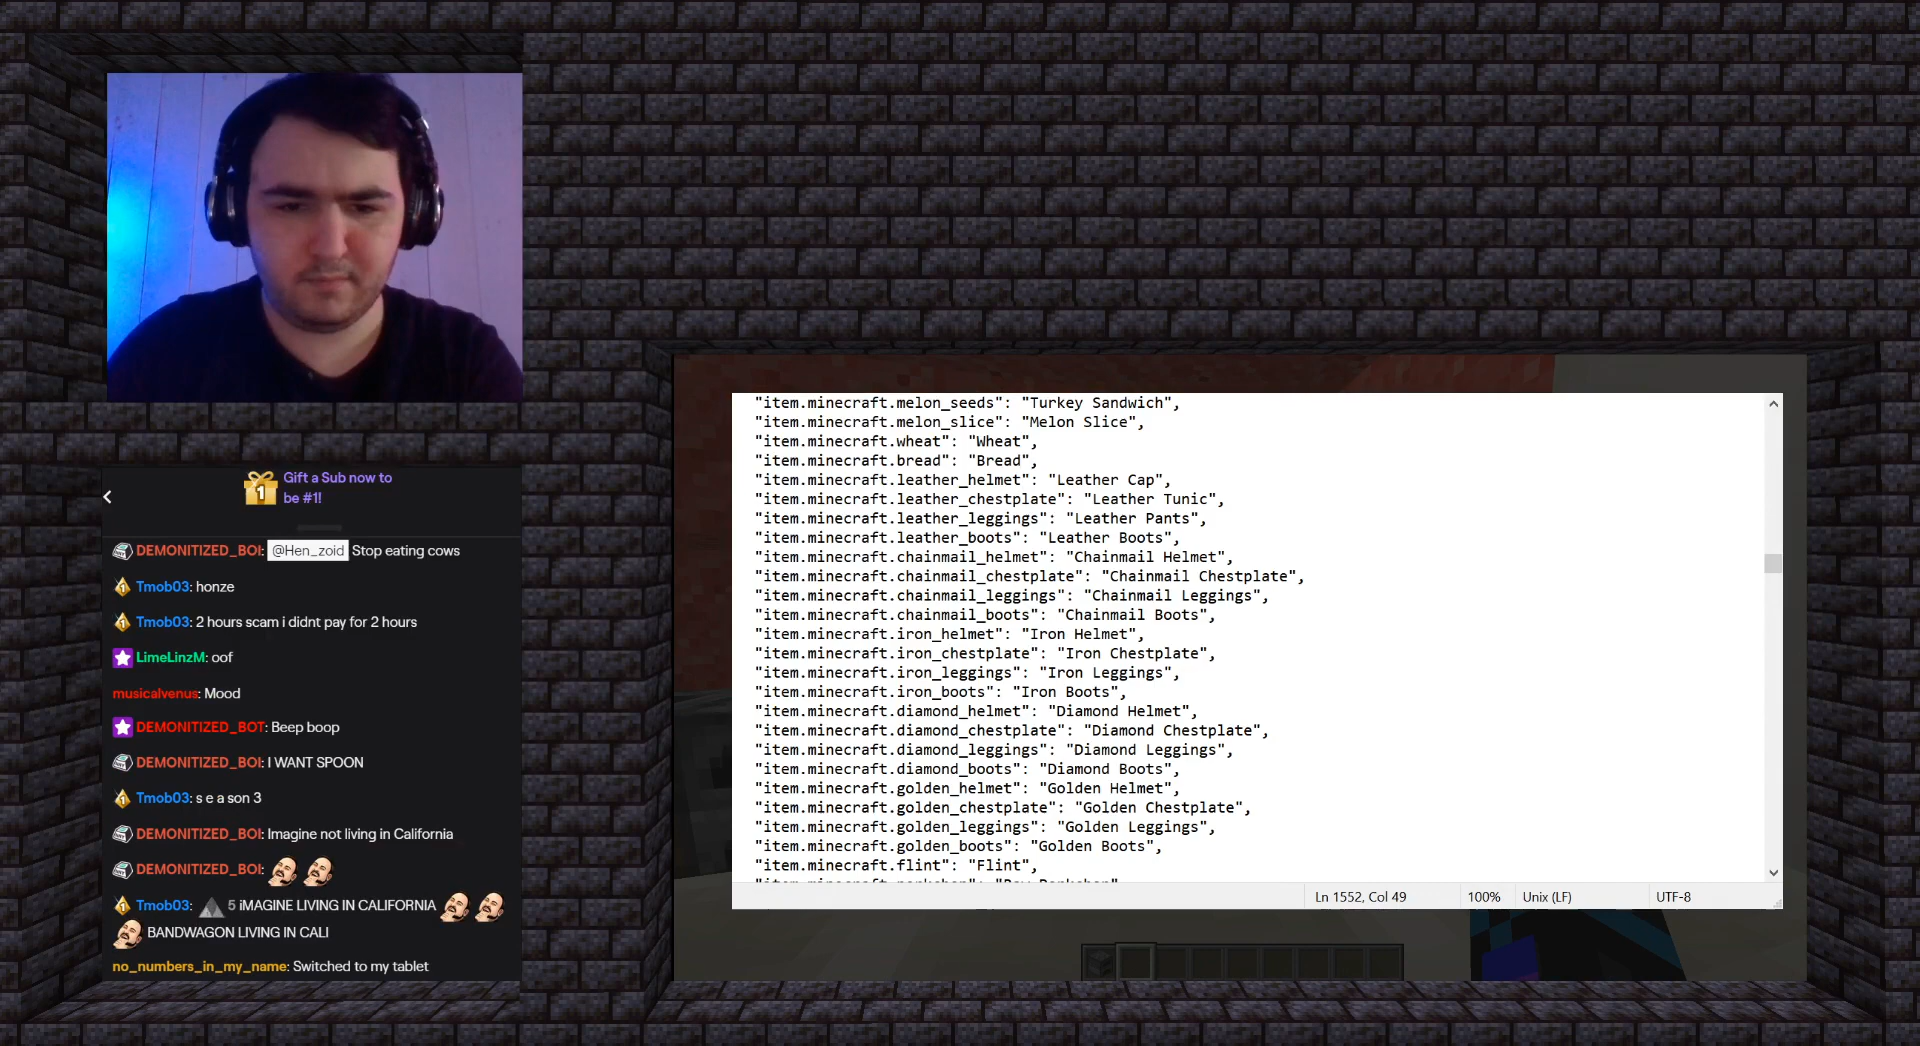 Gift a Sub now to
be #1!
1
DEMONITIZED_BOI: @Hen_zoid Stop eating cows
Tmob03: honze
Tmob03: 2 hours scam i didnt pay for 2 hours
LimeLinzM: oof
musicalvenus: Mood
DEMONITIZED_BOT: Beep boop
DEMONITIZED_BOI: I WANT SPOON
Tmob03: s e a son 3
DEMONITIZED_BOI: Imagine not living in California
DEMONITIZED_BOI:
Tmob03: 5 iMAGINE LIVING IN CALIFORNIA
BANDWAGON LIVING IN CALI
no_numbers_in_my_name: Switched to my tablet
"item.minecraft.melon_seeds": "Turkey Sandwich",
"item.minecraft.melon_slice": "Melon Slice",
"item.minecraft.wheat": "Wheat",
"item.minecraft.bread": "Bread",
"item.minecraft.leather_helmet": "Leather Cap",
"item.minecraft.leather_chestplate": "Leather Tunic",
"item.minecraft.leather_leggings": "Leather Pants",
"item.minecraft.leather_boots": "Leather Boots",
"item.minecraft.chainmail_helmet": "Chainmail Helmet",
"item.minecraft.chainmail_chestplate": "Chainmail Chestplate",
"item.minecraft.chainmail_leggings": "Chainmail Leggings",
"item.minecraft.chainmail_boots": "Chainmail Boots",
"item.minecraft.iron_helmet": "Iron Helmet",
"item.minecraft.iron_chestplate": "Iron Chestplate",
"item.minecraft.iron_leggings": "Iron Leggings",
"item.minecraft.iron_boots": "Iron Boots",
"item.minecraft.diamond_helmet": "Diamond Helmet",
"item.minecraft.diamond_chestplate": "Diamond Chestplate",
"item.minecraft.diamond_leggings": "Diamond Leggings",
"item.minecraft.diamond_boots": "Diamond Boots",
"item.minecraft.golden_helmet": "Golden Helmet",
"item.minecraft.golden_chestplate": "Golden Chestplate",
"item.minecraft.golden_leggings": "Golden Leggings",
"item.minecraft.golden_boots": "Golden Boots",
"item.minecraft.flint": "Flint",
Ln 1552, Col 49
100%
Unix (LF)
UTF-8